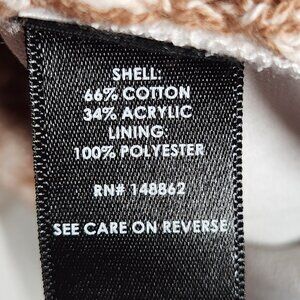 SHELL:
66% COTTON
34% ACRYLIC
LINING:
100% POLYESTER
RN# 148862
SEE CARE ON REVERSE